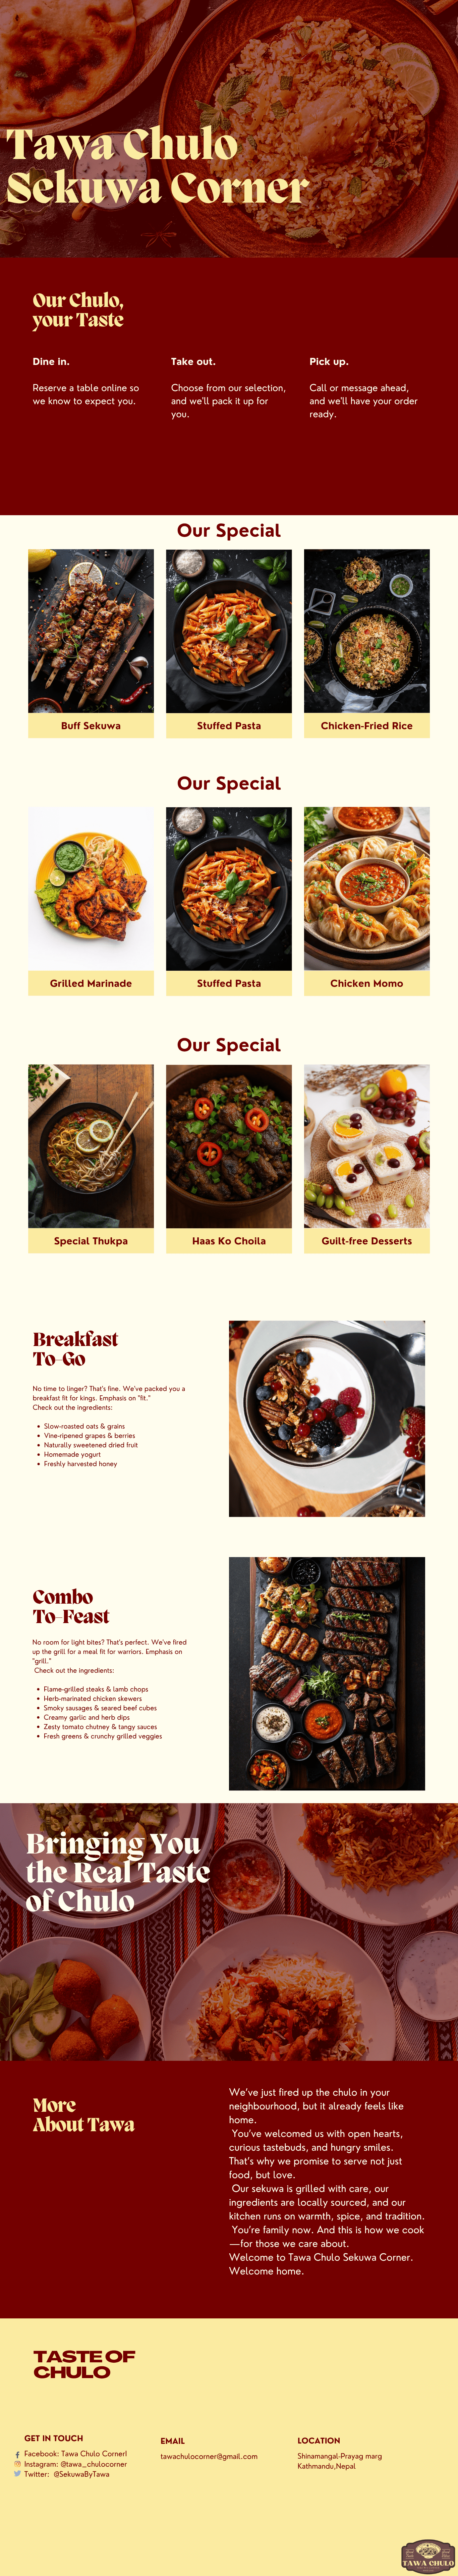 Tawa Chulo
Sekuwa Corner
Our Chulo,
your Taste
Dine in.
Reserve a table online so
we know to expect you.
Take out.
Choose from our selection,
and we'll pack it up for
you.
Pick up.
Call or message ahead,
and we'll have your order
ready.
Our Special
Buff Sekuwa
Stuffed Pasta
Chicken-Fried Rice
Our Special
Grilled Marinade
Stuffed Pasta
Chicken Momo
Our Special
Special Thukpa
Haas Ko Choila
Guilt-free Desserts
Breakfast
To-Go
No time to linger? That's fine. We've packed you a
breakfast fit for kings. Emphasis on "fit."
Check out the ingredients:
• Slow-roasted oats & grains
• Vine-ripened grapes & berries
• Naturally sweetened dried fruit
• Homemade yogurt
• Freshly harvested honey
Combo
To-Feast
No room for light bites? That's perfect. We've fired
up the grill for a meal fit for warriors. Emphasis on
"grill."
Check out the ingredients:
• Flame-grilled steaks & lamb chops
• Herb-marinated chicken skewers
• Smoky sausages & seared beef cubes
• Creamy garlic and herb dips
• Zesty tomato chutney & tangy sauces
• Fresh greens & crunchy grilled veggies
Bringing You
the Real Taste
of Chulo
More
About Tawa
We've just fired up the chulo in your
neighbourhood, but it already feels like
home.
You've welcomed us with open hearts,
curious tastebuds, and hungry smiles.
That's why we promise to serve not just
food, but love.
Our sekuwa is grilled with care, our
ingredients are locally sourced, and our
kitchen runs on warmth, spice, and tradition.
You're family now. And this is how we cook
—for those we care about.
Welcome to Tawa Chulo Sekuwa Corner.
Welcome home.
TASTE OF
CHULO
GET IN TOUCH
Facebook: Tawa Chulo Cornerl
Instagram: @tawa_chulocorner
Twitter: @SekuwaByTawa
EMAIL
tawachulocorner@gmail.com
LOCATION
Shinamangal-Prayag marg
Kathmandu,Nepal
TAWA CHULO